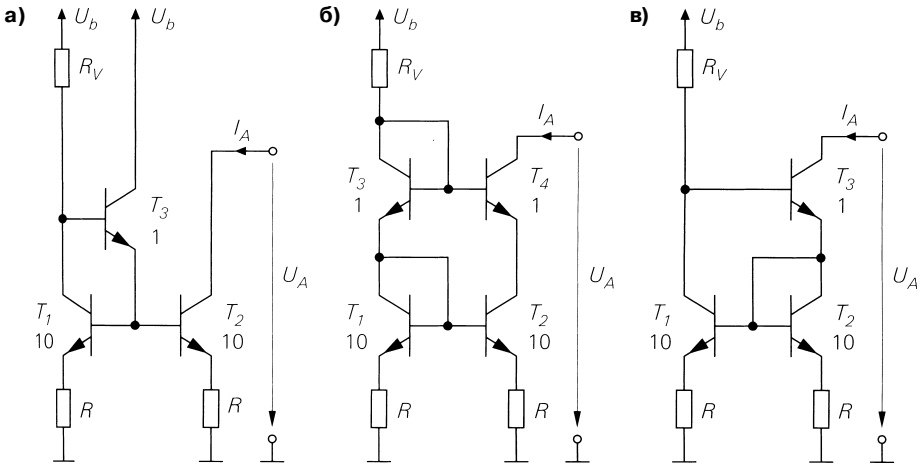 а)
U_b
U_b
R_V
I_A
T_3
1
U_A
T_1
10
T_2
10
R
R
б)
U_b
R_V
I_A
T_3
1
T_4
1
U_A
T_1
10
T_2
10
R
R
в)
U_b
R_V
I_A
T_3
1
U_A
T_1
10
T_2
10
R
R